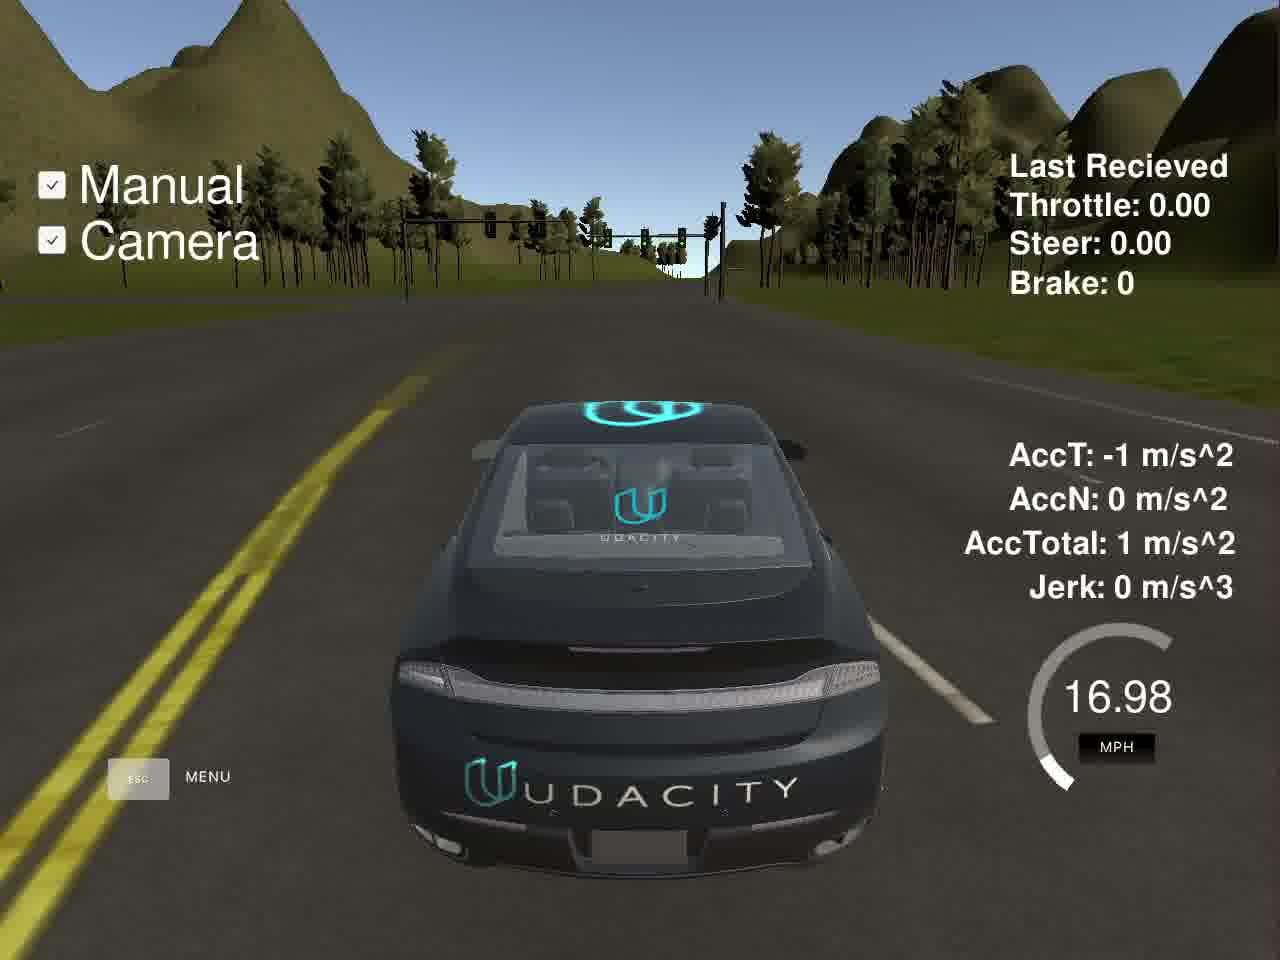 Manual
Camera
Last Recieved
Throttle: 0.00
Steer: 0.00
Brake: 0
AccT: -1 m/s^2
AccN: 0 m/s^2
AccTotal: 1 m/s^2
Jerk: 0 m/s^3
16.98
MPH
UDACITY
ESC MENU
UDACITY